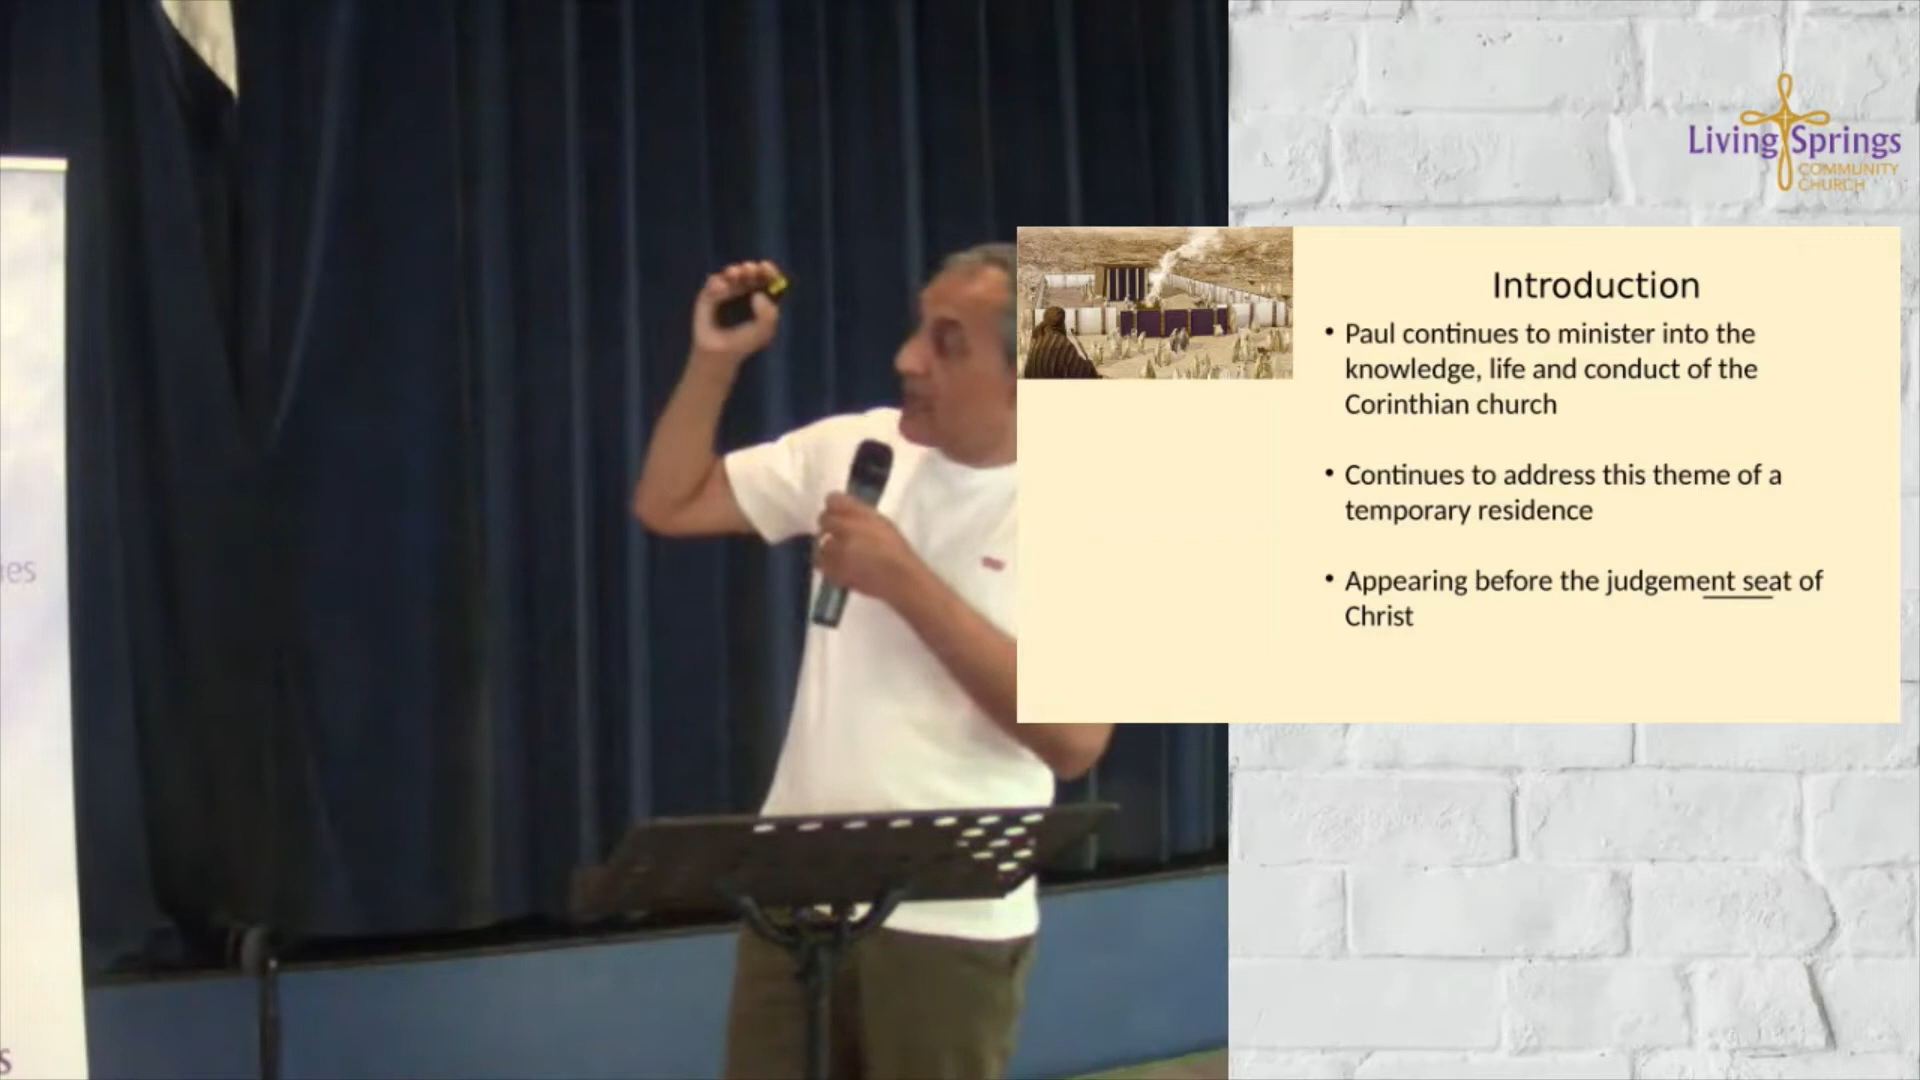 ies
s
Living Springs
COMMUNITY
CHURCH
Introduction
• Paul continues to minister into the
knowledge, life and conduct of the
Corinthian church
• Continues to address this theme of a
temporary residence
• Appearing before the judgement seat of
Christ